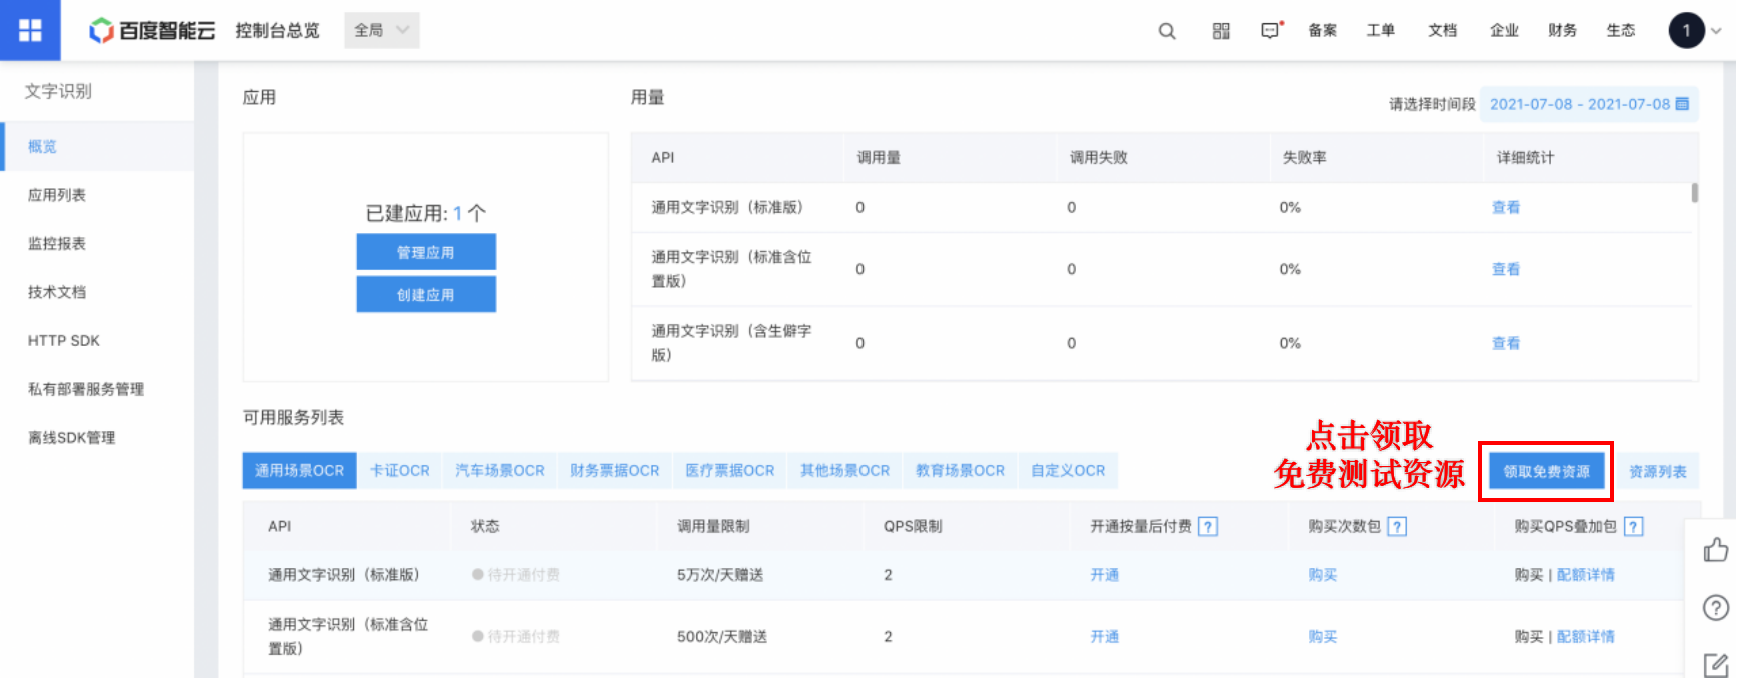 百度智能云 控制台总览 全局 备案 工单 文档 企业 财务 生态 1
文字识别
概览
应用列表
监控报表
技术文档
HTTP SDK
私有部署服务管理
离线SDK管理
应用
已建应用: 1 个
管理应用
创建应用
用量 请选择时间段 2021-07-08 - 2021-07-08
API 调用量 调用失败 失败率 详细统计
通用文字识别（标准版） 0 0 0% 查看
通用文字识别（标准含位
置版） 0 0 0% 查看
通用文字识别（含生僻字
版） 0 0 0% 查看
可用服务列表
点击领取
免费测试资源
通用场景OCR 卡证OCR 汽车场景OCR 财务票据OCR 医疗票据OCR 其他场景OCR 教育场景OCR 自定义OCR 领取免费资源 资源列表
API 状态 调用量限制 QPS限制 开通按量后付费 ? 购买次数包 ? 购买QPS叠加包 ?
通用文字识别（标准版） 待开通付费 5万次/天赠送 2 开通 购买 购买 | 配额详情
通用文字识别（标准含位
置版） 待开通付费 500次/天赠送 2 开通 购买 购买 | 配额详情